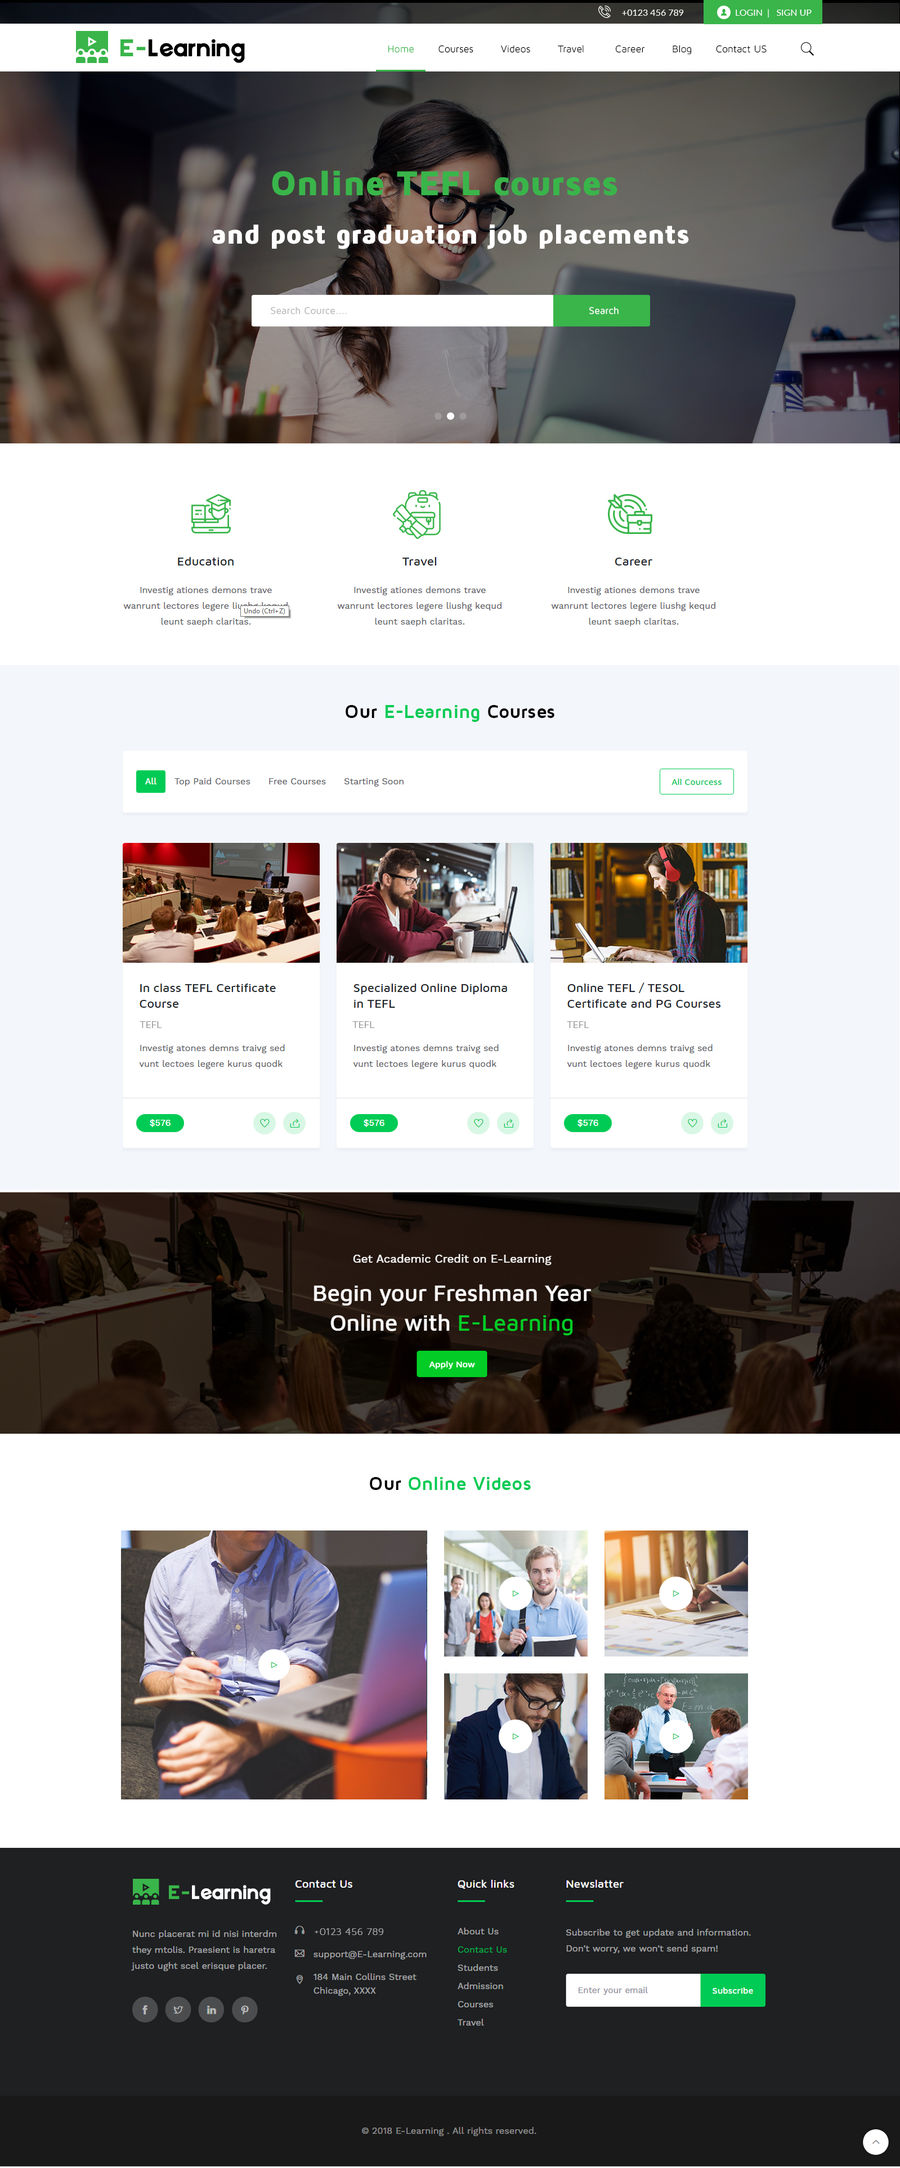 +0123 456 789
LOGIN | SIGN UP
E-Learning
Home Courses Videos Travel Career Blog Contact US
Online TEFL courses
and post graduation job placements
Search Cource....
Search
Education
Investig ationes demons trave
wanrunt lectores legere liushg kequd
Undo (Ctrl+Z)
leunt saeph claritas.
Travel
Investig ationes demons trave
wanrunt lectores legere liushg kequd
leunt saeph claritas.
Career
Investig ationes demons trave
wanrunt lectores legere liushg kequd
leunt saeph claritas.
Our E-Learning Courses
All Top Paid Courses Free Courses Starting Soon
All Courcess
In class TEFL Certificate
Course
TEFL
Investig atones demns traivg sed
vunt lectoes legere kurus quodk
$576
Specialized Online Diploma
in TEFL
TEFL
Investig atones demns traivg sed
vunt lectoes legere kurus quodk
$576
Online TEFL / TESOL
Certificate and PG Courses
TEFL
Investig atones demns traivg sed
vunt lectoes legere kurus quodk
$576
Get Academic Credit on E-Learning
Begin your Freshman Year
Online with E-Learning
Apply Now
Our Online Videos
E-Learning
Nunc placerat mi id nisi interdm
they mtolis. Praesient is haretra
justo ught scel erisque placer.
Contact Us
+0123 456 789
support@E-Learning.com
184 Main Collins Street
Chicago, XXXX
Quick links
About Us
Contact Us
Students
Admission
Courses
Travel
Newslatter
Subscribe to get update and information.
Don't worry, we won't send spam!
Enter your email
Subscribe
© 2018 E-Learning . All rights reserved.